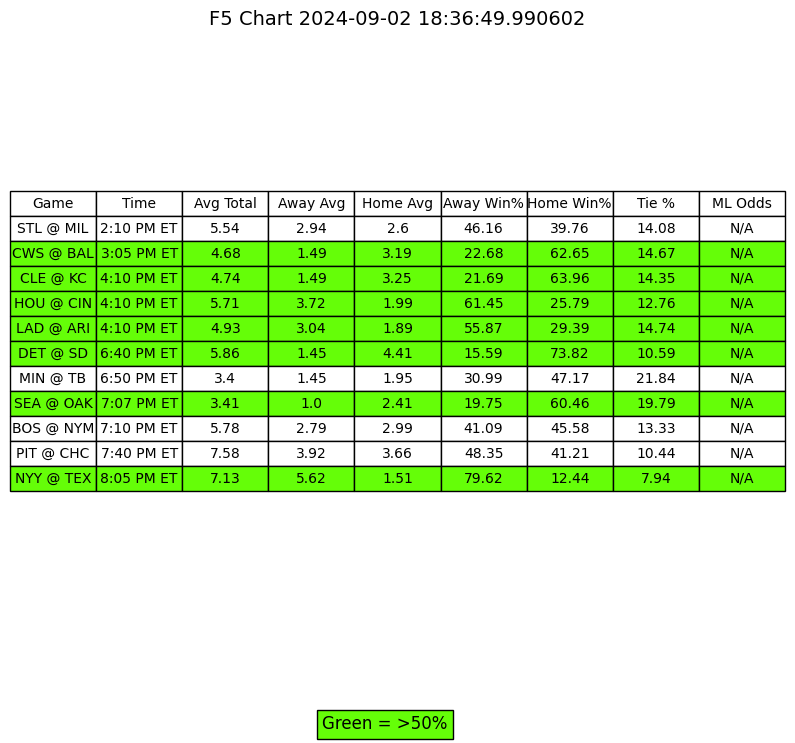 F5 Chart 2024-09-02 18:36:49.990602
Game Time Avg Total Away Avg Home Avg Away Win% Home Win% Tie % ML Odds
STL @ MIL 2:10 PM ET 5.54 2.94 2.6 46.16 39.76 14.08 N/A
CWS @ BAL 3:05 PM ET 4.68 1.49 3.19 22.68 62.65 14.67 N/A
CLE @ KC 4:10 PM ET 4.74 1.49 3.25 21.69 63.96 14.35 N/A
HOU @ CIN 4:10 PM ET 5.71 3.72 1.99 61.45 25.79 12.76 N/A
LAD @ ARI 4:10 PM ET 4.93 3.04 1.89 55.87 29.39 14.74 N/A
DET @ SD 6:40 PM ET 5.86 1.45 4.41 15.59 73.82 10.59 N/A
MIN @ TB 6:50 PM ET 3.4 1.45 1.95 30.99 47.17 21.84 N/A
SEA @ OAK 7:07 PM ET 3.41 1.0 2.41 19.75 60.46 19.79 N/A
BOS @ NYM 7:10 PM ET 5.78 2.79 2.99 41.09 45.58 13.33 N/A
PIT @ CHC 7:40 PM ET 7.58 3.92 3.66 48.35 41.21 10.44 N/A
NYY @ TEX 8:05 PM ET 7.13 5.62 1.51 79.62 12.44 7.94 N/A
Green = >50%